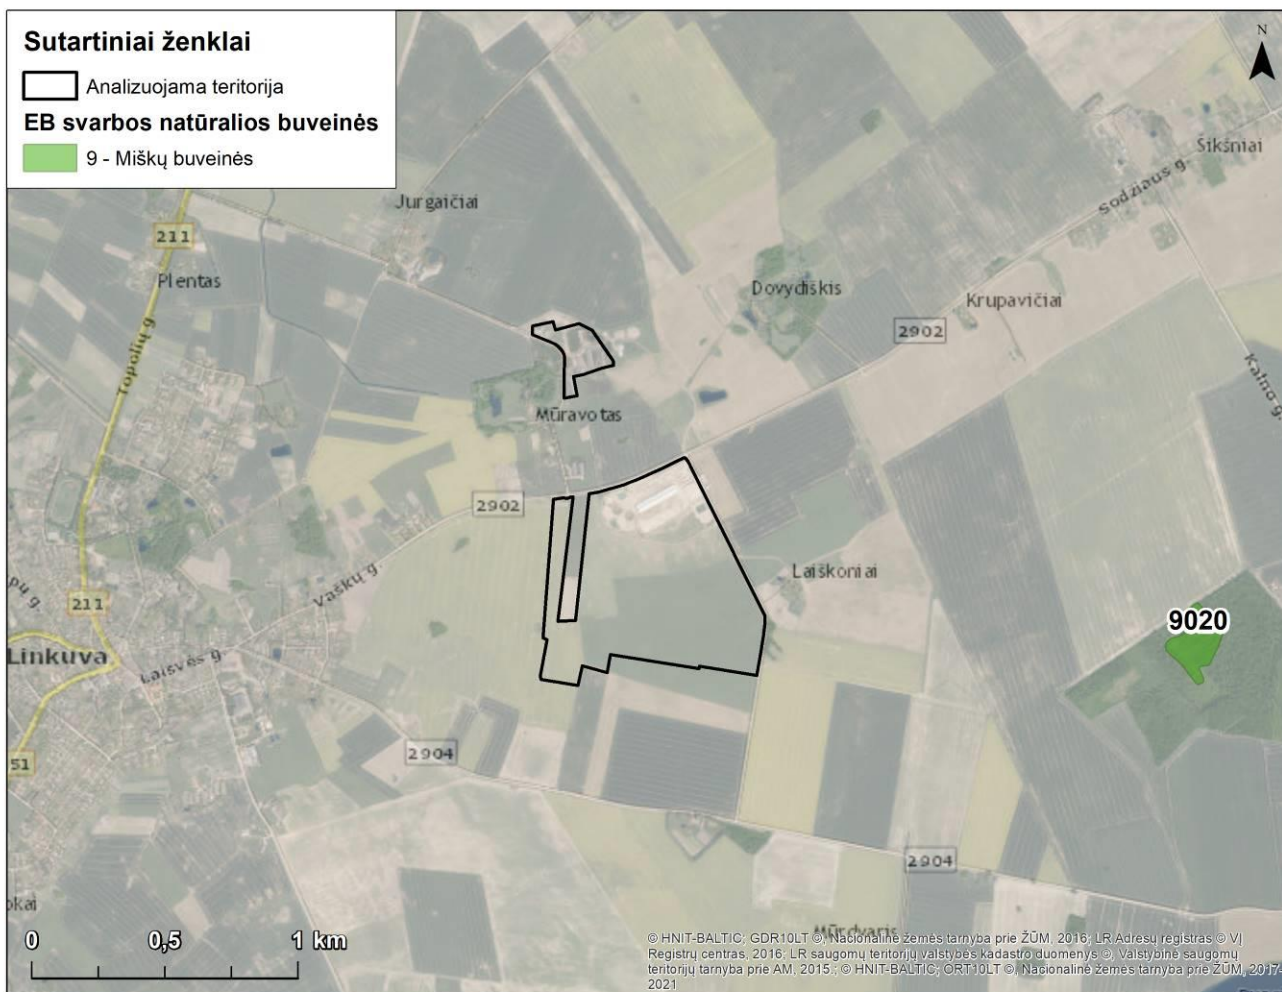 Sutartiniai ženklai
Analizuojama teritorija
EB svarbos natūralios buveinės
9 - Miškų buveinės
N
Šikšniai
Sodžiaus g.
Jurgaičiai
211
Plentas
Dovydiškis
Krupavičiai
2902
Topolių g.
Kalno g.
Mūravotas
2902
Laiškoniai
Vaškų g.
211
pų g.
9020
Linkuva
Laisvės g.
2904
51
2904
okai
Mūrdvaris
0 0,5 1 km
© HNIT-BALTIC; GDR10LT ©, Nacionalinė žemės tarnyba prie ŽŪM, 2016; LR Adresų registras © VĮ
Registrų centras, 2016; LR saugomų teritorijų valstybės kadastro duomenys ©, Valstybinė saugomų
teritorijų tarnyba prie AM, 2015.; © HNIT-BALTIC; ORT10LT ©, Nacionalinė žemės tarnyba prie ŽŪM, 2017-
2021